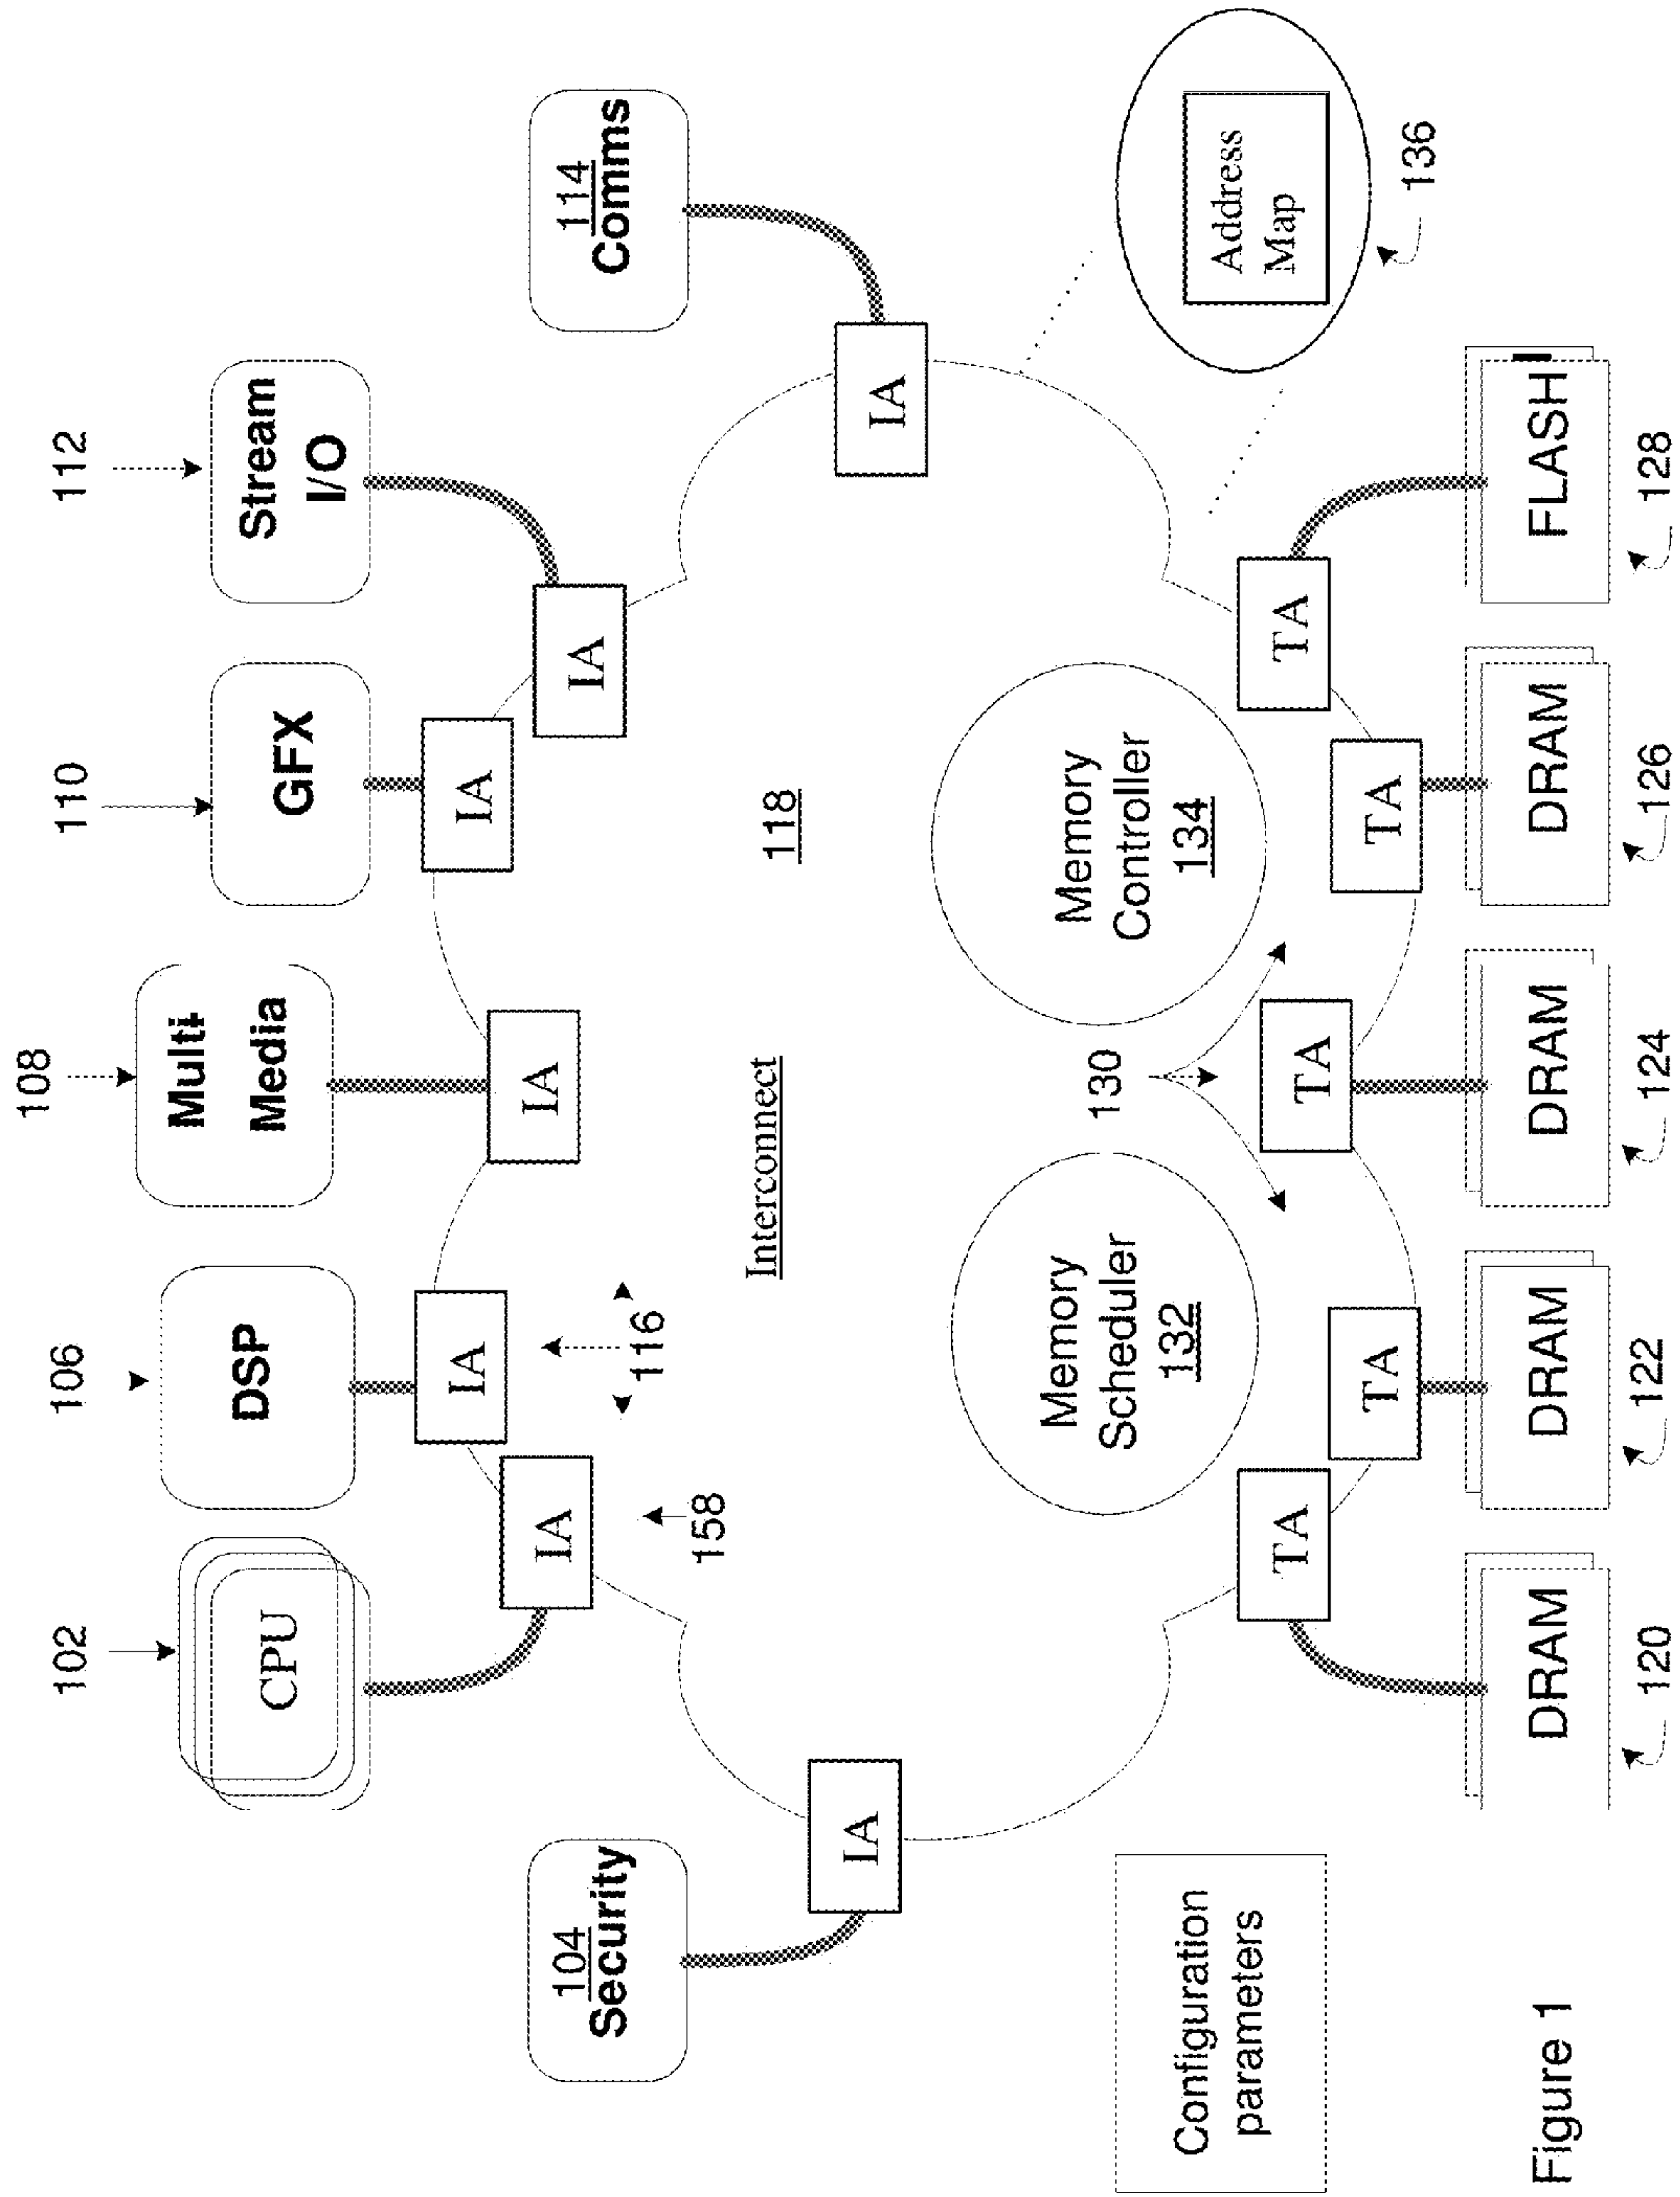 102
106
108
110
112
CPU
DSP
Multi-
Media
GFX
Stream
I/O
104
Security
114
Comms
IA
IA
IA
IA
IA
IA
IA
158
116
Interconnect
118
Memory
Scheduler
132
130
Memory
Controller
134
Address
Map
136
TA
TA
TA
TA
TA
Configuration
parameters
DRAM
DRAM
DRAM
DRAM
FLASH
120
122
124
126
128
Figure 1